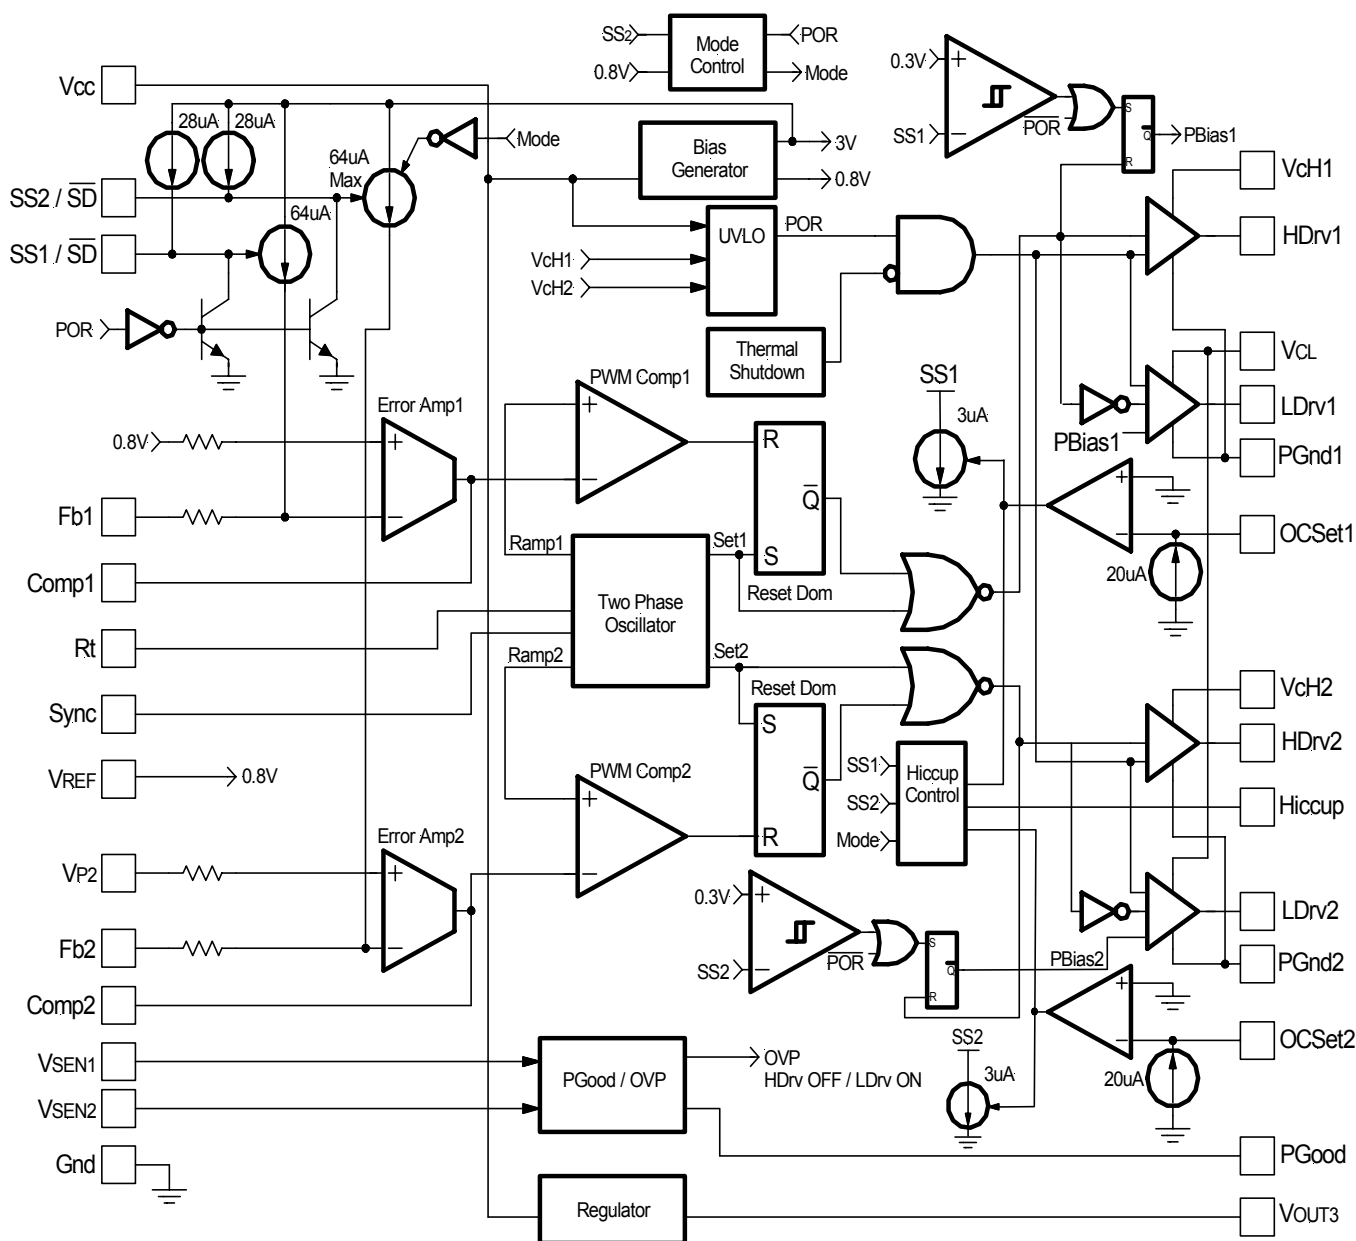 SS2
0.8V
Mode
Control
POR
Mode
0.3V
SS1
POR
S
Q
R
PBias1
Vcc
28uA
28uA
64uA
Max
Mode
Bias
Generator
3V
0.8V
SS2 / SD
SS1 / SD
64uA
POR
UVLO
VcH1
VcH2
POR
Thermal
Shutdown
VcH1
HDrv1
VCL
LDrv1
PBias1
PGnd1
OCSet1
20uA
SS1
3uA
0.8V
Error Amp1
PWM Comp1
R
Q
S
Reset Dom
Fb1
Comp1
Rt
Sync
VREF
0.8V
Ramp1
Set1
Two Phase
Oscillator
Ramp2
Set2
Reset Dom
S
Q
R
PWM Comp2
Error Amp2
VP2
Fb2
Comp2
SS1
SS2
Mode
Hiccup
Control
VcH2
HDrv2
Hiccup
LDrv2
PGnd2
OCSet2
20uA
0.3V
SS2
POR
S
Q
R
PBias2
SS2
3uA
VSEN1
VSEN2
PGood / OVP
OVP
HDrv OFF / LDrv ON
Gnd
PGood
Regulator
VOUT3